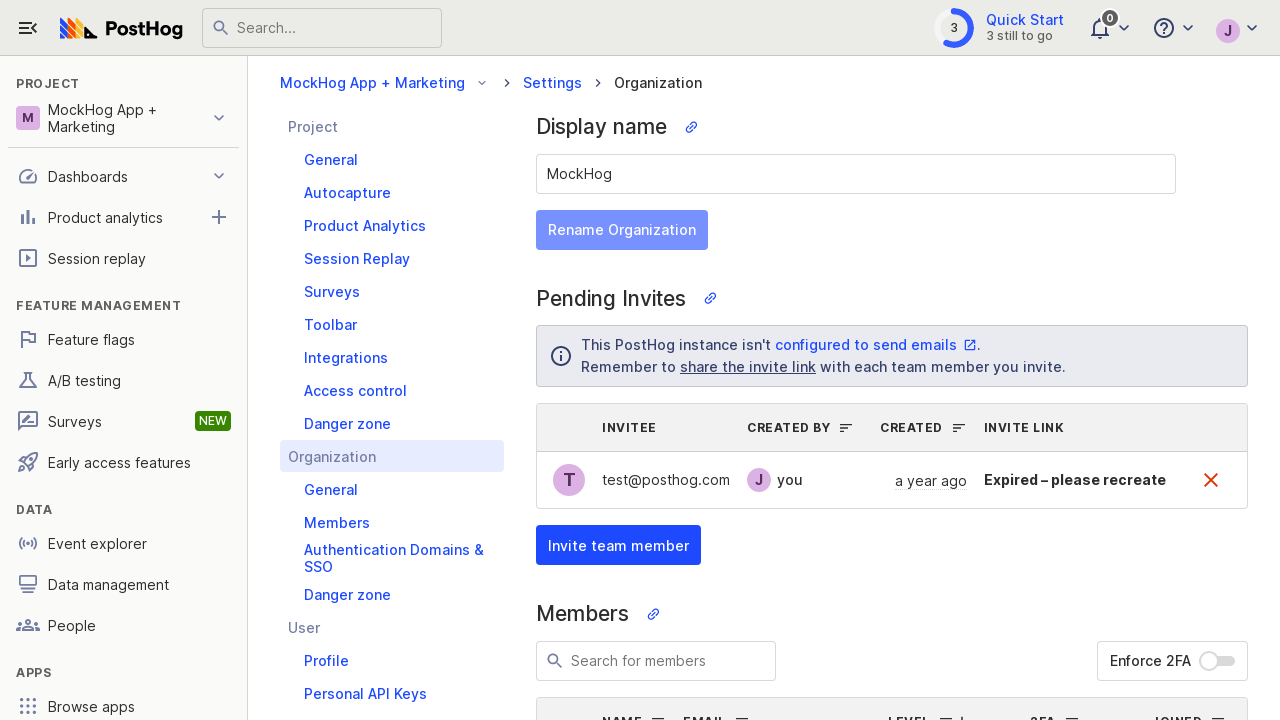 PostHog
Search...
3
Quick Start
3 still to go
0
J
PROJECT
M
MockHog App +
Marketing
Dashboards
Product analytics
Session replay
FEATURE MANAGEMENT
Feature flags
A/B testing
Surveys
NEW
Early access features
DATA
Event explorer
Data management
People
APPS
Browse apps
MockHog App + Marketing
Settings
Organization
Project
General
Autocapture
Product Analytics
Session Replay
Surveys
Toolbar
Integrations
Access control
Danger zone
Organization
General
Members
Authentication Domains &
SSO
Danger zone
User
Profile
Personal API Keys
Display name
MockHog
Rename Organization
Pending Invites
This PostHog instance isn't configured to send emails.
Remember to share the invite link with each team member you invite.
INVITEE CREATED BY CREATED INVITE LINK
T test@posthog.com J you a year ago Expired – please recreate
Invite team member
Members
Search for members
Enforce 2FA
NAME EMAIL LEVEL 2FA JOINED